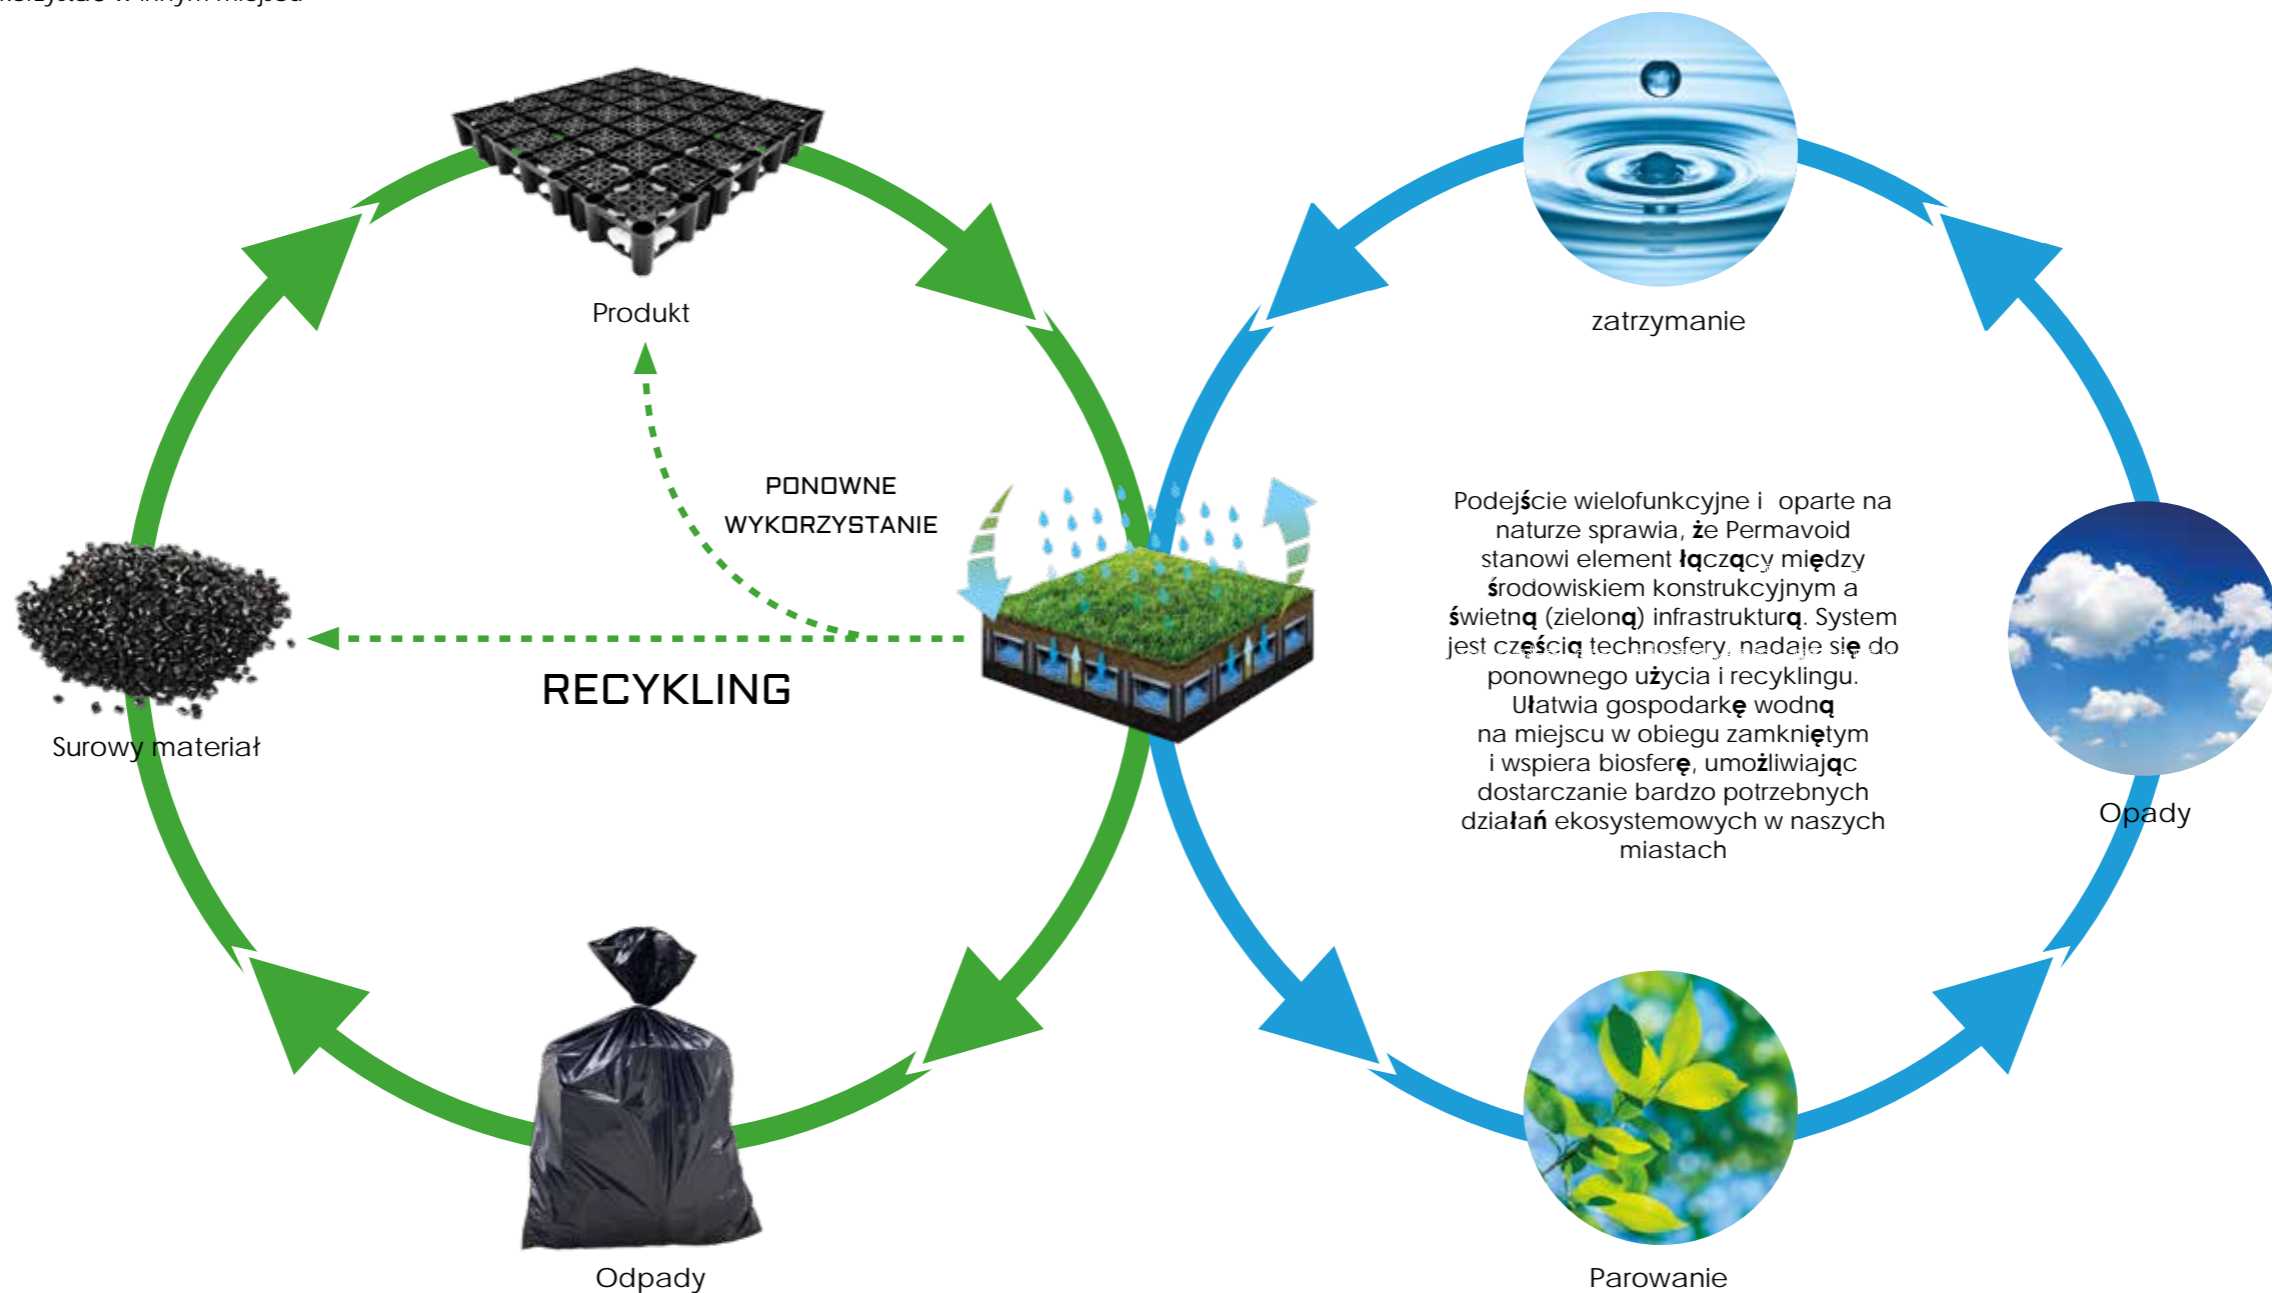 w innym miejscu
Produkt
zatrzymanie
PONOWNE
WYKORZYSTANIE
RECYKLING
Surowy materiał
Podejście wielofunkcyjne i oparte na
naturze sprawia, że Permavoid
stanowi element łączący między
środowiskiem konstrukcyjnym a
świetną (zieloną) infrastrukturą. System
jest częścią technosfery, nadaje się do
ponownego użycia i recyklingu.
Ułatwia gospodarkę wodną
na miejscu w obiegu zamkniętym
i wspiera biosferę, umożliwiając
dostarczanie bardzo potrzebnych
działań ekosystemowych w naszych
miastach
Opady
Odpady
Parowanie